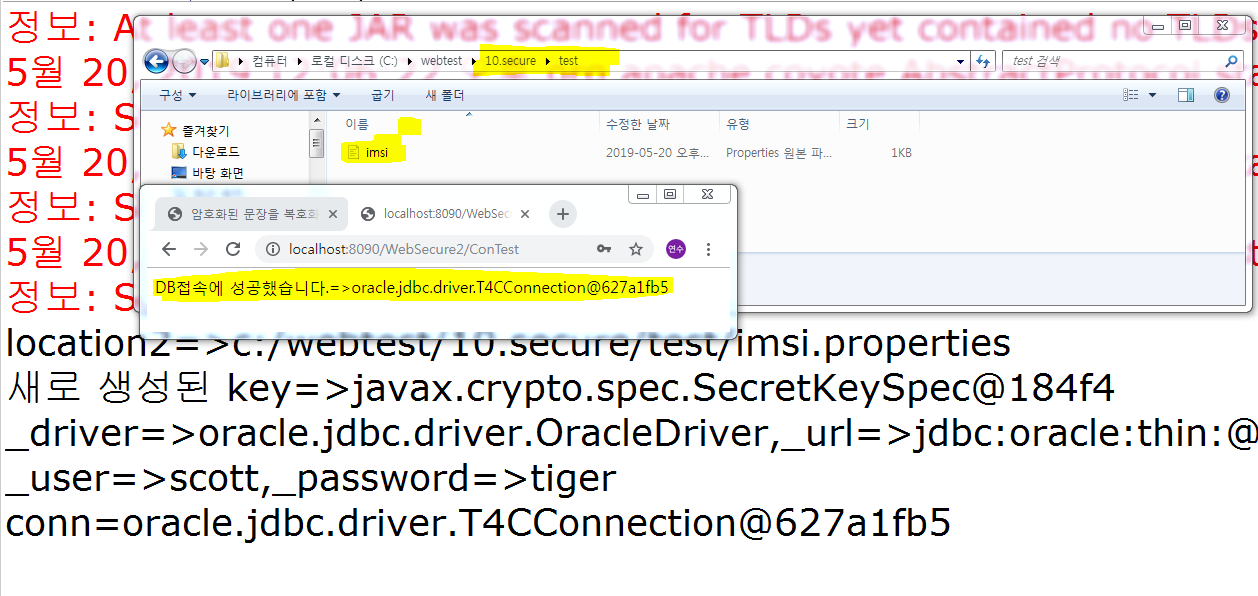 정보: At least one JAR was scanned for TLDs yet contained no TLDs
5월 20,
apache.coyote.AbstractProtocol
정보: S
5월 20,
정보: S
5월 20,
정보: S
컴퓨터 로컬 디스크 (C:) webtest 10.secure test
test 검색
구성 라이브러리에 포함 굽기 새 폴더
즐겨찾기
다운로드
바탕 화면
이름 수정한 날짜 유형 크기
imsi 2019-05-20 오후... Properties 원본 파... 1KB
암호화된 문장을 복호화
localhost:8090/WebSec
localhost:8090/WebSecure2/ConTest
연수
DB접속에 성공했습니다.=>oracle.jdbc.driver.T4CConnection@627a1fb5
location2=>c:/webtest/10.secure/test/imsi.properties
새로 생성된 key=>javax.crypto.spec.SecretKeySpec@184f4
_driver=>oracle.jdbc.driver.OracleDriver,_url=>jdbc:oracle:thin:@
_user=>scott,_password=>tiger
conn=oracle.jdbc.driver.T4CConnection@627a1fb5